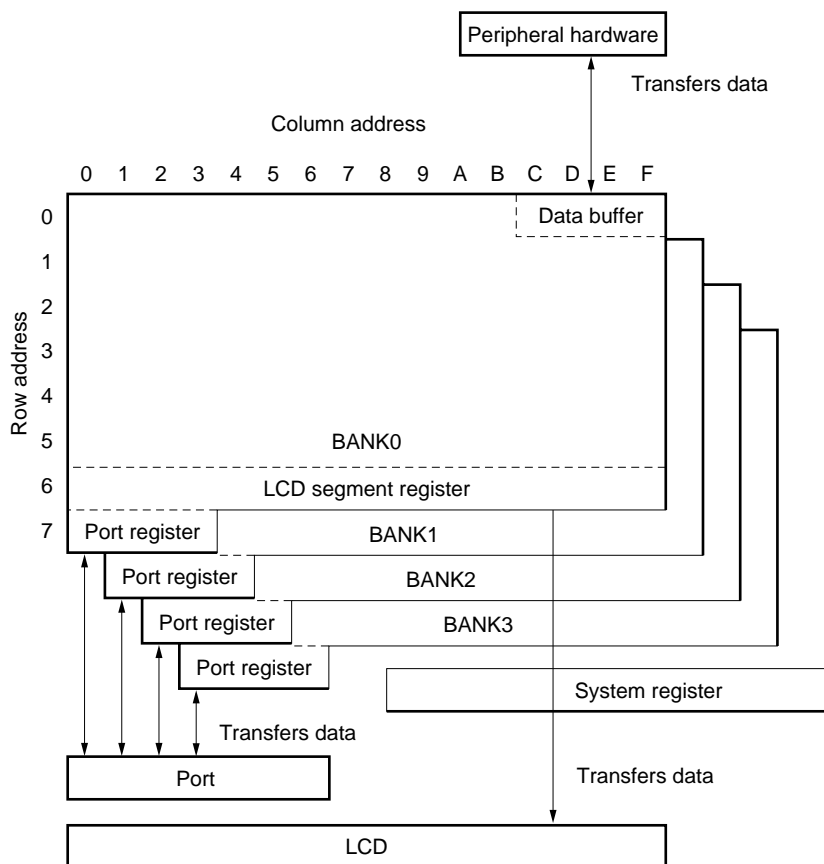 Peripheral hardware
Transfers data
Column address
0 1 2 3 4 5 6 7 8 9 A B C D E F
Row address
0 Data buffer
1
2
3
4
5 BANK0
6 LCD segment register
7 Port register BANK1
Port register BANK2
Port register BANK3
Port register
System register
Transfers data
Port
Transfers data
LCD